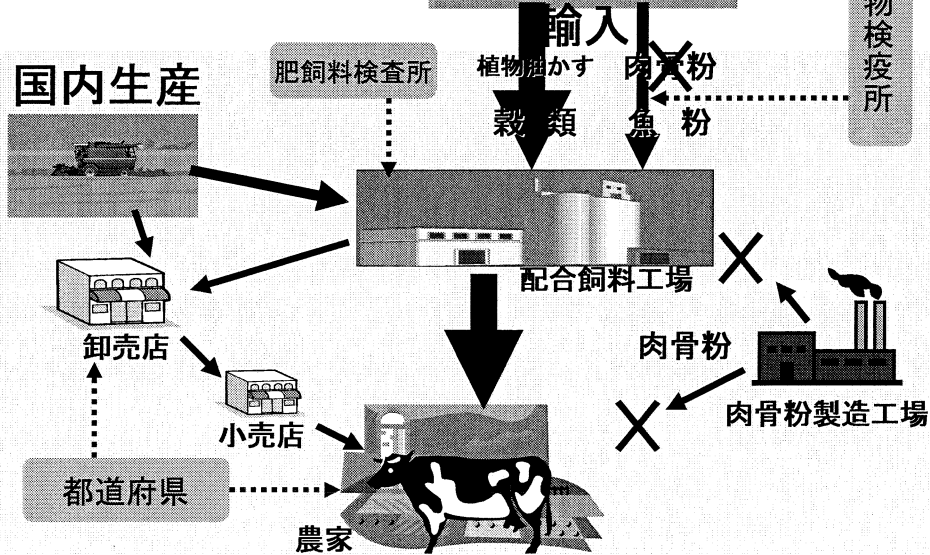 輸入
物検疫所
肥飼料検査所
植物油かす
肉骨粉
国内生産
穀類
魚粉
配合飼料工場
卸売店
肉骨粉
肉骨粉製造工場
小売店
都道府県
農家